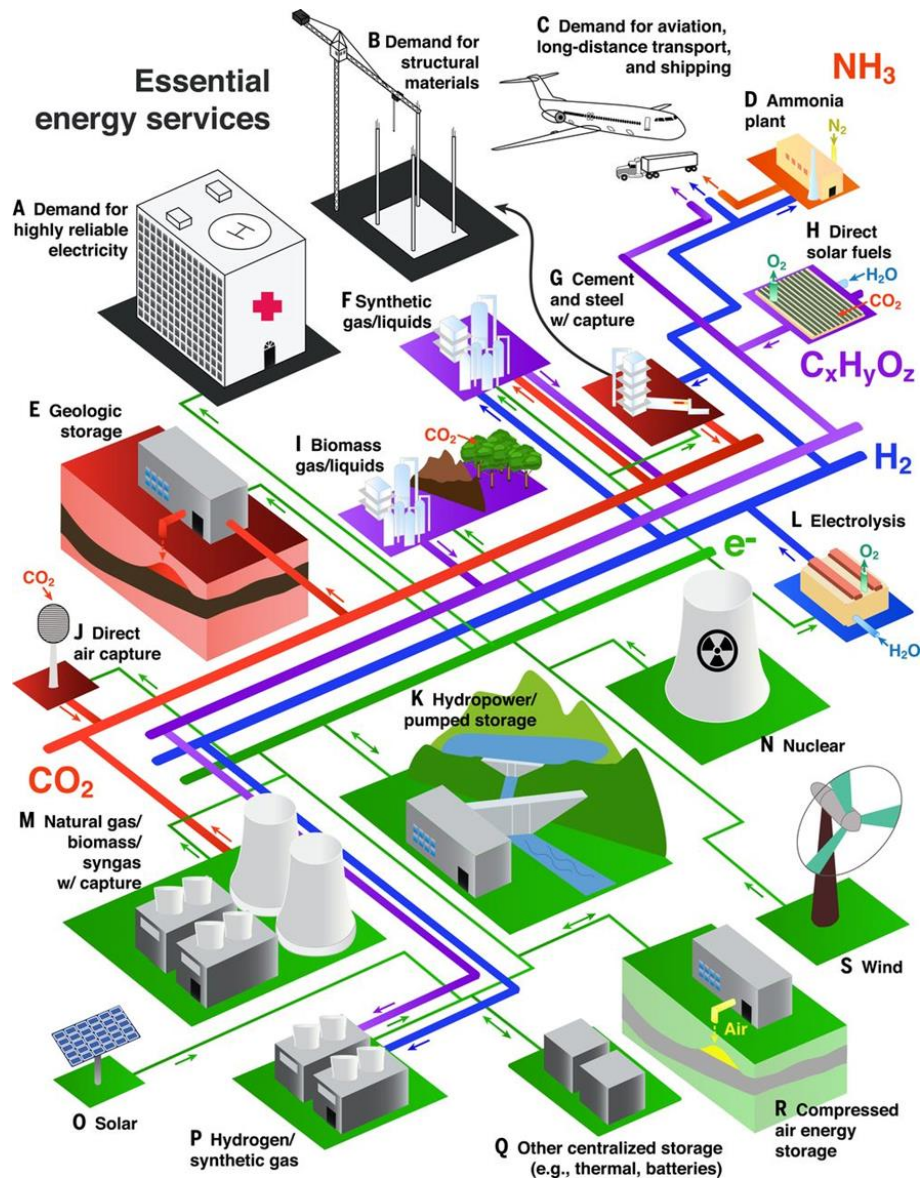 Essential
energy services
A Demand for
highly reliable
electricity
B Demand for
structural
materials
C Demand for aviation,
long-distance transport,
and shipping
NH₃
D Ammonia
plant
N₂
H Direct
solar fuels
O₂
H₂O
CO₂
CₓHᵧO_z
F Synthetic
gas/liquids
G Cement
and steel
w/ capture
E Geologic
storage
I Biomass
gas/liquids
CO₂
H₂
e-
L Electrolysis
O₂
H₂O
CO₂
J Direct
air capture
K Hydropower/
pumped storage
N Nuclear
CO₂
M Natural gas/
biomass/
syngas
w/ capture
S Wind
O Solar
P Hydrogen/
synthetic gas
Q Other centralized storage
(e.g., thermal, batteries)
Air
R Compressed
air energy
storage
H